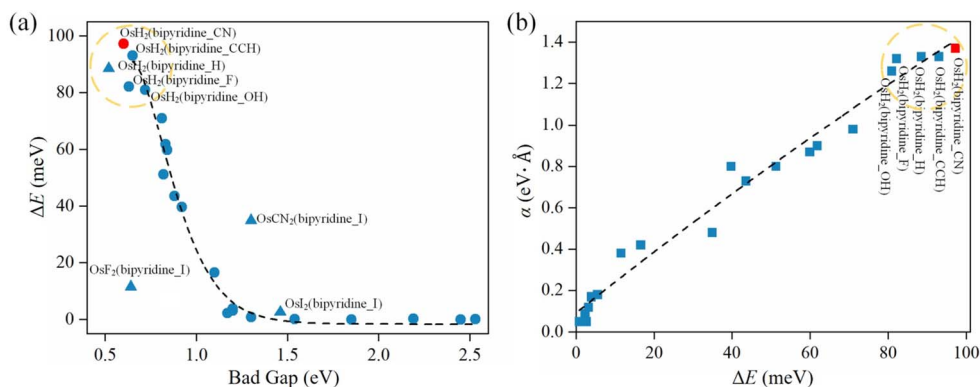 (a)
100
80
60
40
20
0
ΔE (meV)
OsH₂(bipyridine_CN)
OsH₂(bipyridine_CCH)
OsH₂(bipyridine_H)
OsH₂(bipyridine_F)
OsH₂(bipyridine_OH)
OsCN₂(bipyridine_I)
OsF₂(bipyridine_I)
OsI₂(bipyridine_I)
0.5 1.0 1.5 2.0 2.5
Bad Gap (eV)
(b)
1.4
1.2
1.0
0.8
0.6
0.4
0.2
0.0
α (eV· Å)
OsH₂(bipyridine_OH)
OsH₂(bipyridine_F)
OsH₂(bipyridine_H)
OsH₂(bipyridine_CCH)
OsH₂(bipyridine_CN)
0 20 40 60 80 100
ΔE (meV)